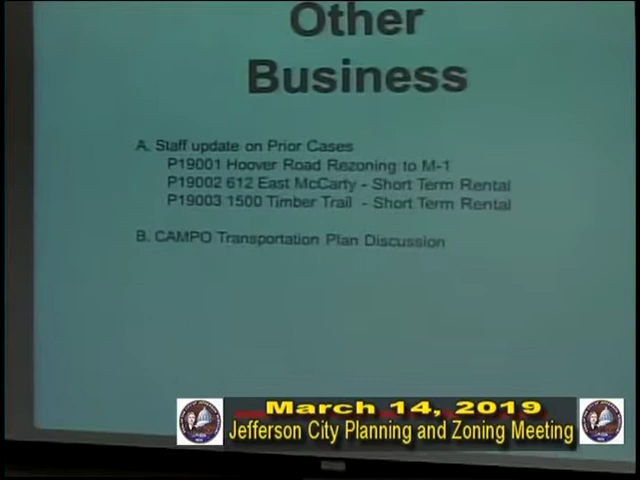 Other
Business
A. Staff update on Prior Cases
P19001 Hoover Road Rezoning to M-1
P19002 612 East McCarty - Short Term Rental
P19003 1500 Timber Trail - Short Term Rental
B. CAMPO Transportation Plan Discussion
March 14, 2019
Jefferson City Planning and Zoning Meeting